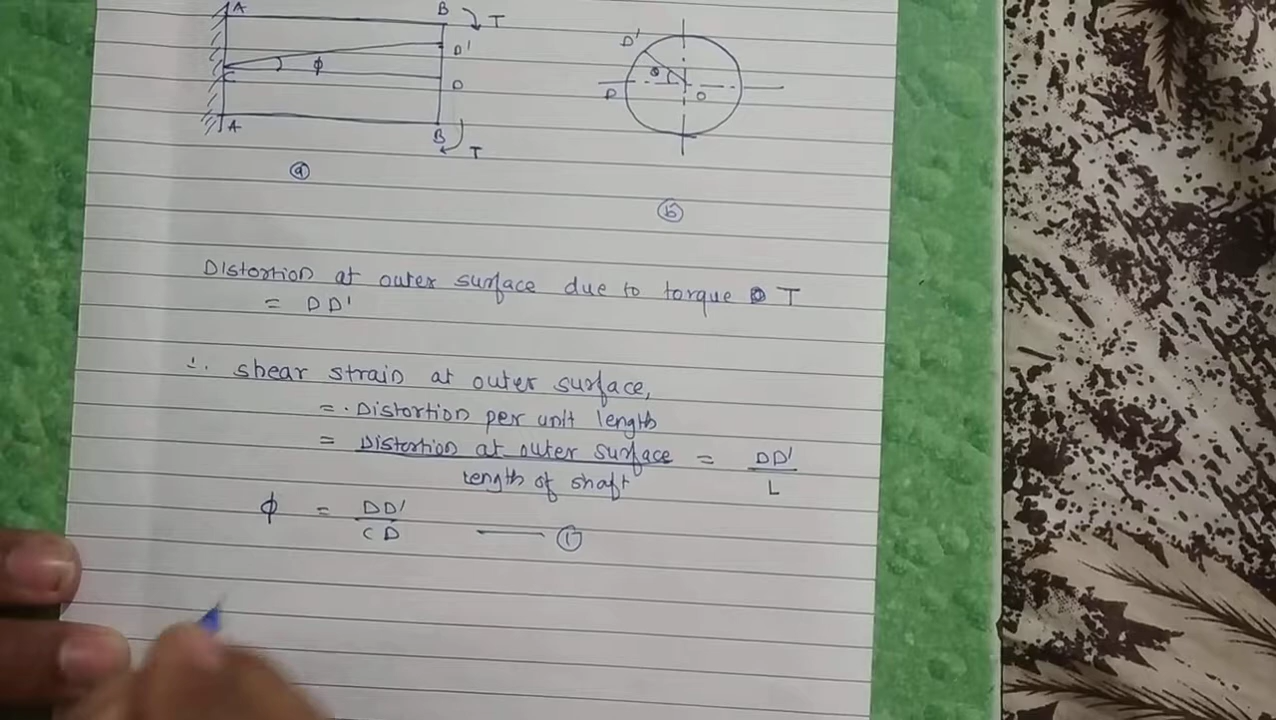 A B T
D' D'
φ θ
C D D O
A B T
ⓐ
ⓑ
Distortion at outer surface due to torque T
= DD'
∴ shear strain at outer surface,
= Distortion per unit length
= Distortion at outer surface / Length of shaft = DD' / L
φ = DD' / CD —— ①